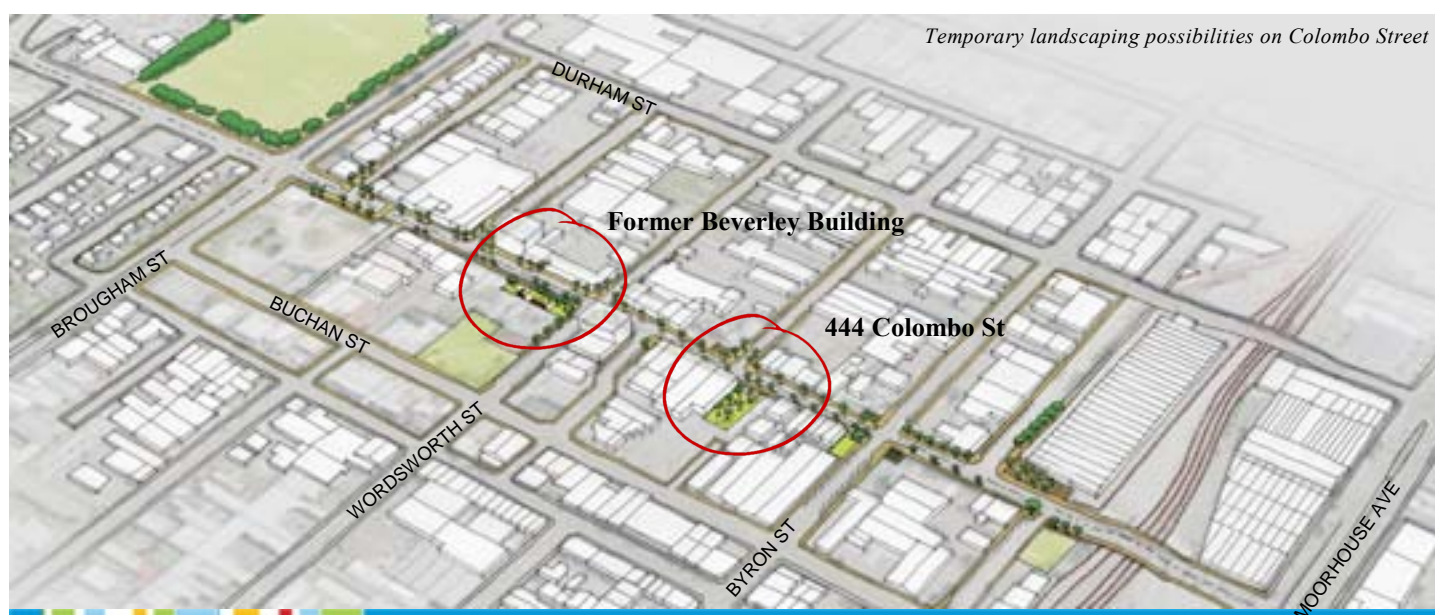 Temporary landscaping possibilities on Colombo Street
DURHAM ST
Former Beverley Building
BROUGHAM ST
BUCHAN ST
444 Colombo St
WORDSWORTH ST
BYRON ST
MOORHOUSE AVE